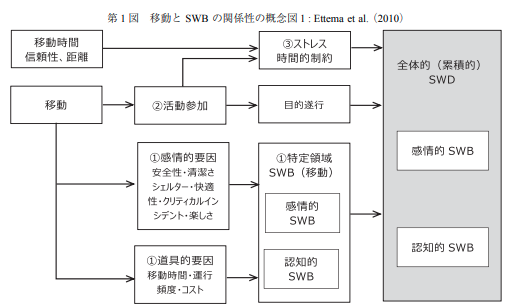 第1図　移動と SWB の関係性の概念図1：Ettema et al.（2010）
移動時間
信頼性、距離
③ストレス
時間的制約
全体的（累積的）
SWD
移動
②活動参加
目的遂行
①感情的要因
安全性・清潔さ
シェルター・快適
性・クリティカルイン
シデント・楽しさ
①特定領域
SWB（移動）
感情的
SWB
認知的
SWB
感情的 SWB
認知的 SWB
①道具的要因
移動時間・運行
頻度・コスト